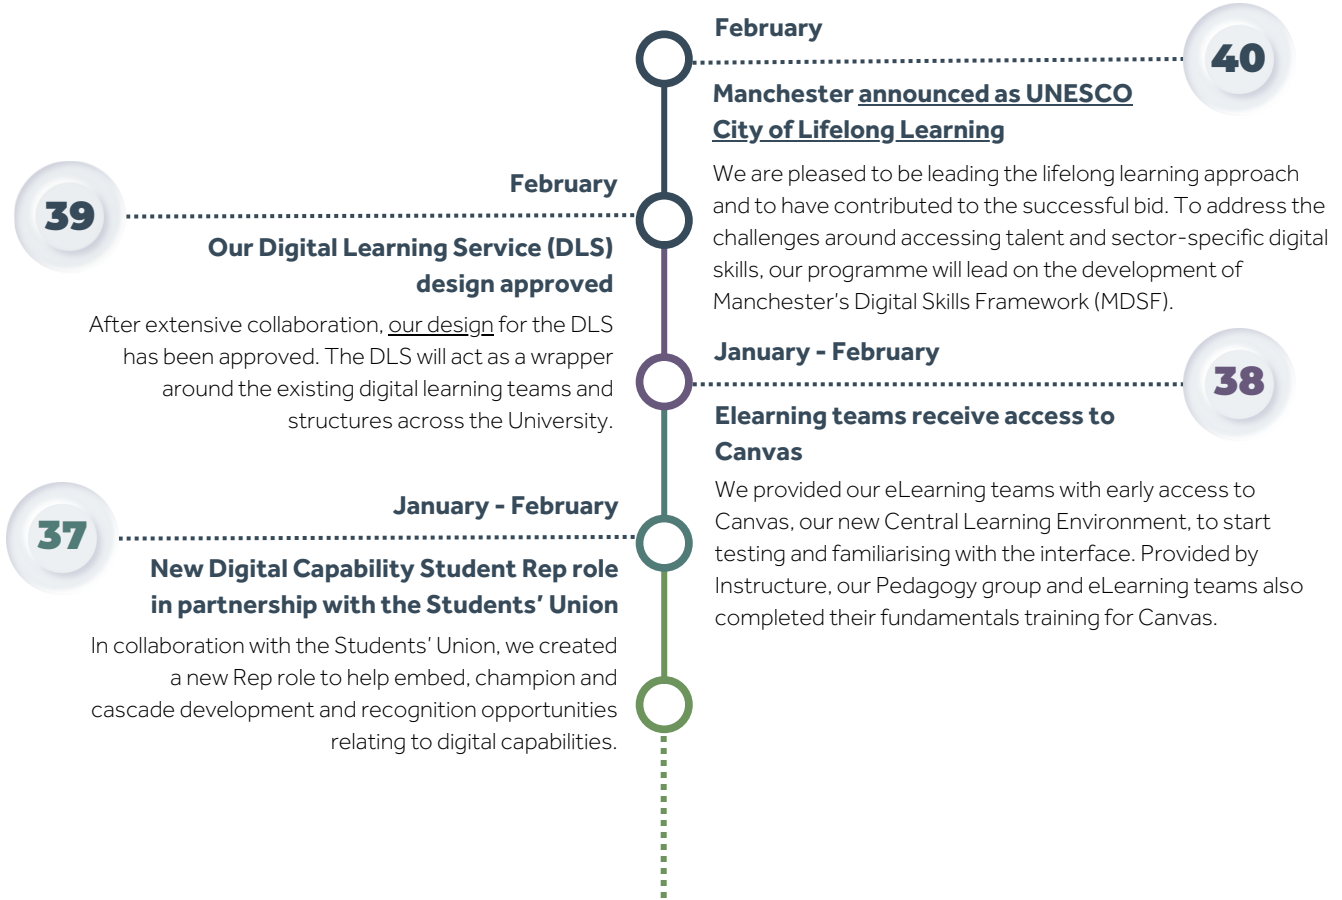 February
40
Manchester announced as UNESCO
City of Lifelong Learning
We are pleased to be leading the lifelong learning approach
and to have contributed to the successful bid. To address the
challenges around accessing talent and sector-specific digital
skills, our programme will lead on the development of
Manchester's Digital Skills Framework (MDSF).
February
39
Our Digital Learning Service (DLS)
design approved
After extensive collaboration, our design for the DLS
has been approved. The DLS will act as a wrapper
around the existing digital learning teams and
structures across the University.
January - February
38
Elearning teams receive access to
Canvas
We provided our eLearning teams with early access to
Canvas, our new Central Learning Environment, to start
testing and familiarising with the interface. Provided by
Instructure, our Pedagogy group and eLearning teams also
completed their fundamentals training for Canvas.
January - February
37
New Digital Capability Student Rep role
in partnership with the Students' Union
In collaboration with the Students' Union, we created
a new Rep role to help embed, champion and
cascade development and recognition opportunities
relating to digital capabilities.